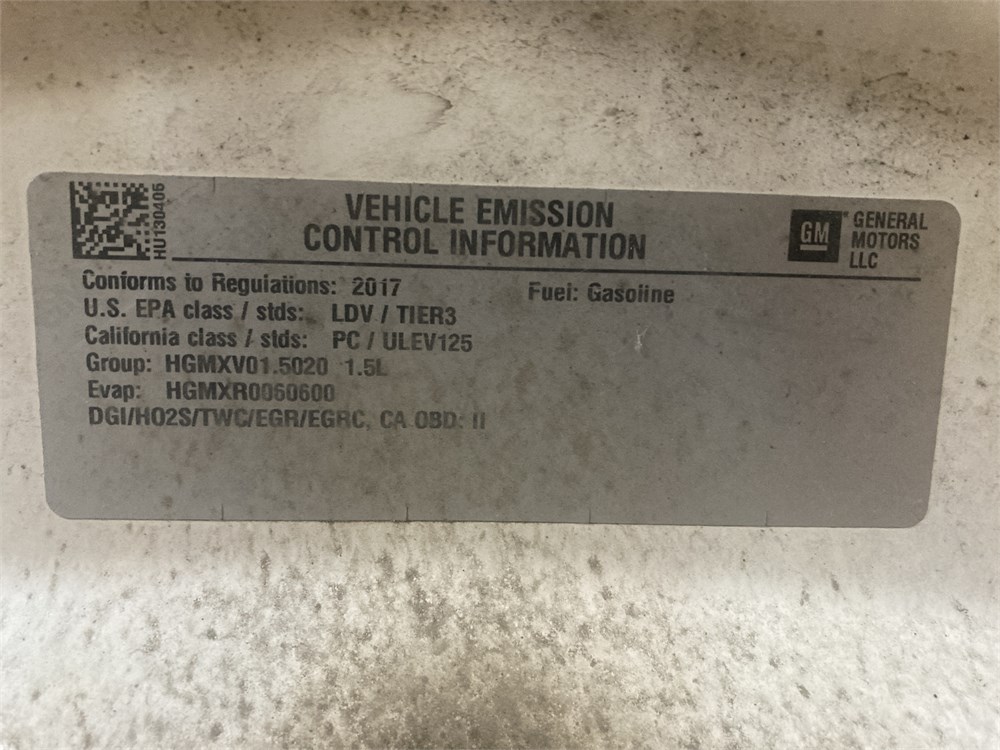 HU130405
VEHICLE EMISSION
CONTROL INFORMATION
GM
GENERAL
MOTORS
LLC
Conforms to Regulations: 2017
Fuel: Gasoline
U.S. EPA class / stds: LDV / TIER3
California class / stds: PC / ULEV125
Group: HGMXV01.5020 1.5L
Evap: HGMXR0060600
DGI/HO2S/TWC/EGR/EGRC, CA OBD: II